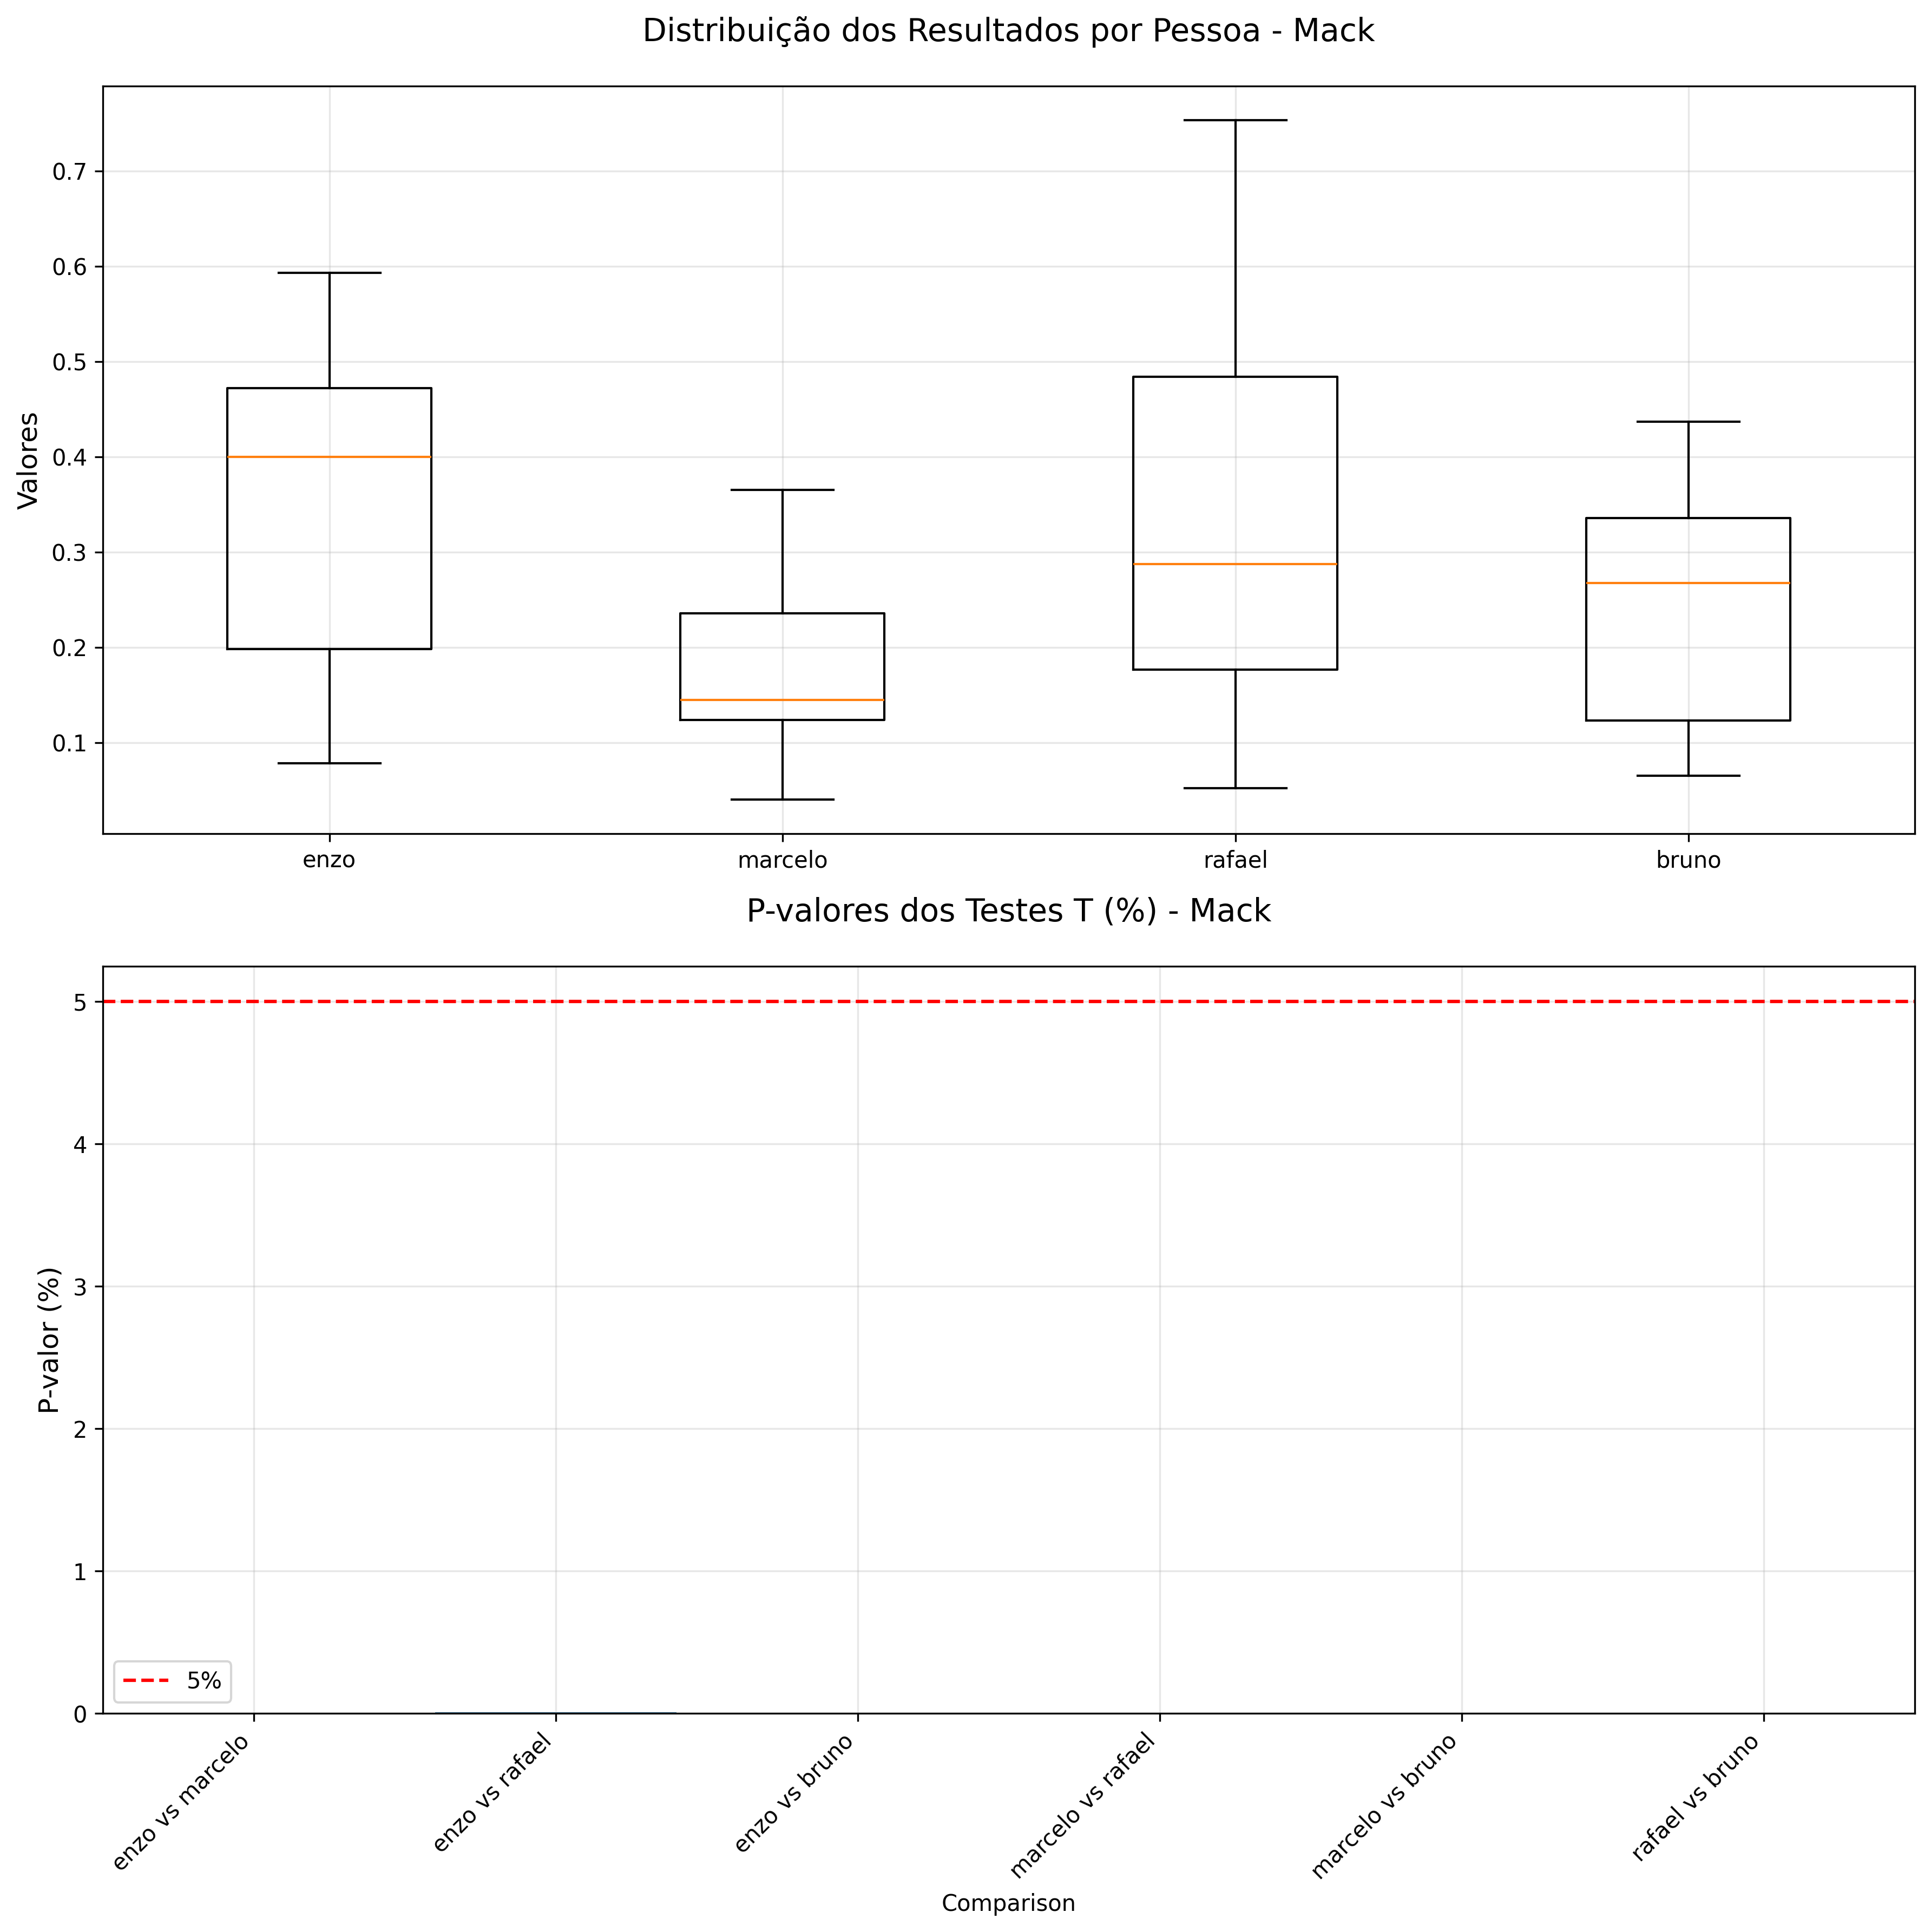 Distribuição dos Resultados por Pessoa - Mack
Valores
0.7
0.6
0.5
0.4
0.3
0.2
0.1
enzo
marcelo
rafael
bruno
P-valores dos Testes T (%) - Mack
P-valor (%)
5
4
3
2
1
0
5%
enzo vs marcelo
enzo vs rafael
enzo vs bruno
marcelo vs rafael
marcelo vs bruno
rafael vs bruno
Comparison